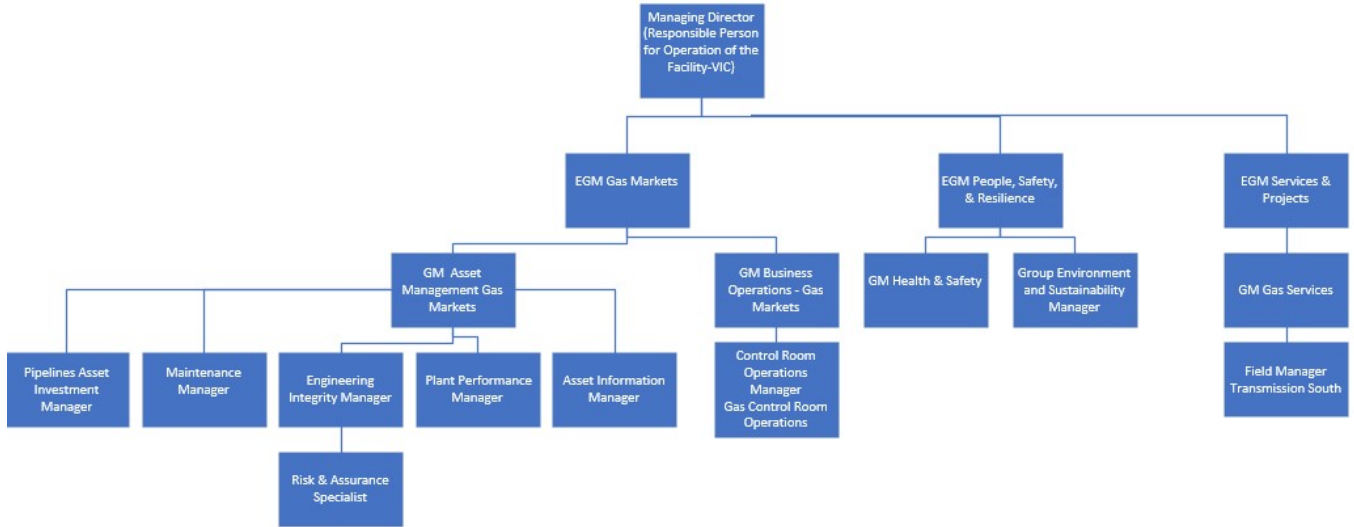 Managing Director
(Responsible Person
for Operation of the
Facility-VIC)
EGM Gas Markets
EGM People, Safety,
& Resilience
EGM Services &
Projects
GM Asset
Management Gas
Markets
GM Business
Operations - Gas
Markets
GM Health & Safety
Group Environment
and Sustainability
Manager
GM Gas Services
Pipelines Asset
Investment
Manager
Maintenance
Manager
Engineering
Integrity Manager
Plant Performance
Manager
Asset Information
Manager
Control Room
Operations
Manager
Gas Control Room
Operations
Field Manager
Transmission South
Risk & Assurance
Specialist